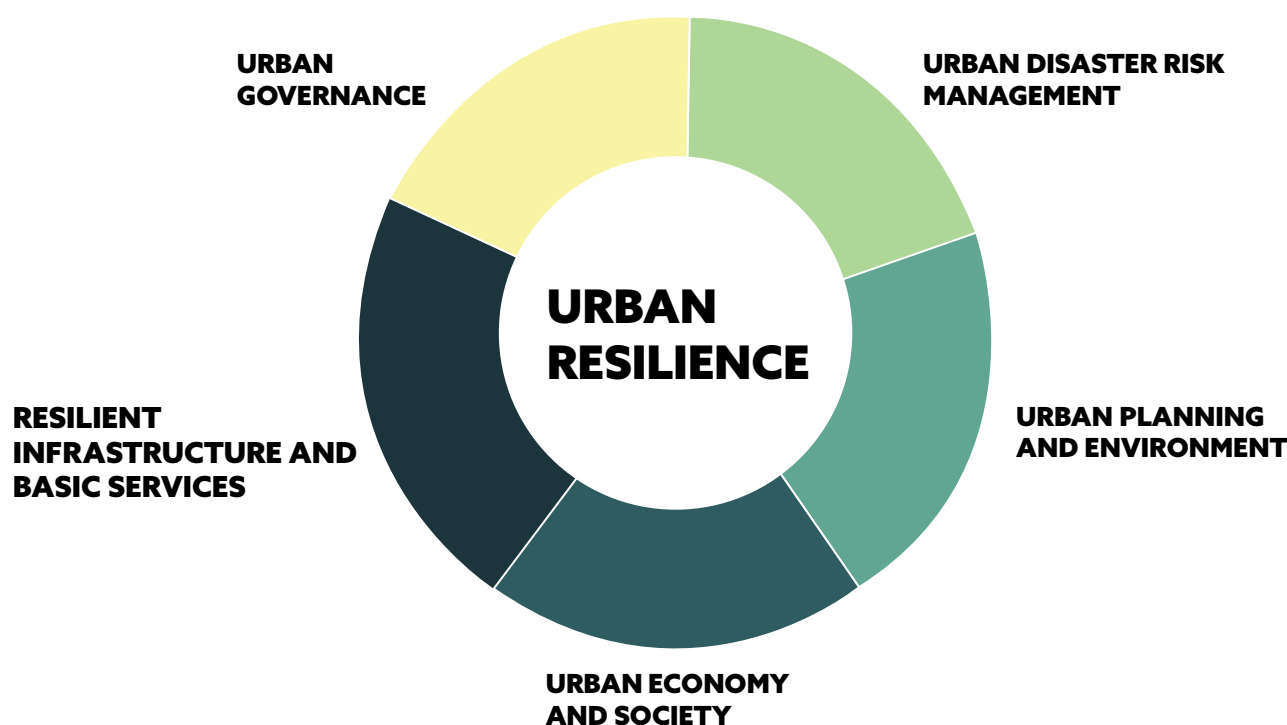 URBAN
GOVERNANCE
URBAN DISASTER RISK
MANAGEMENT
URBAN
RESILIENCE
RESILIENT
INFRASTRUCTURE AND
BASIC SERVICES
URBAN PLANNING
AND ENVIRONMENT
URBAN ECONOMY
AND SOCIETY